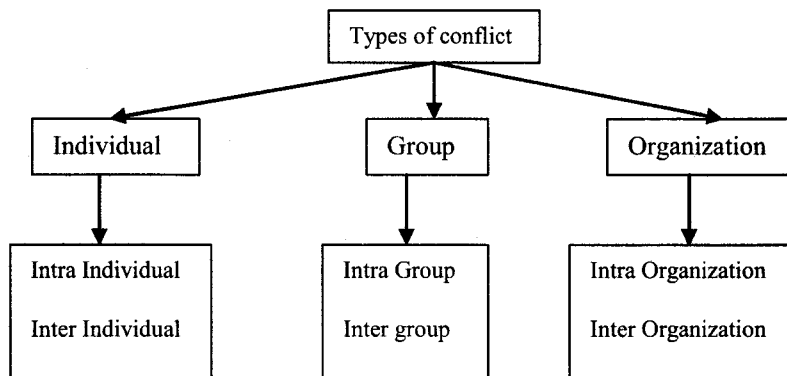 Types of conflict
Individual
Group
Organization
Intra Individual
Inter Individual
Intra Group
Inter group
Intra Organization
Inter Organization